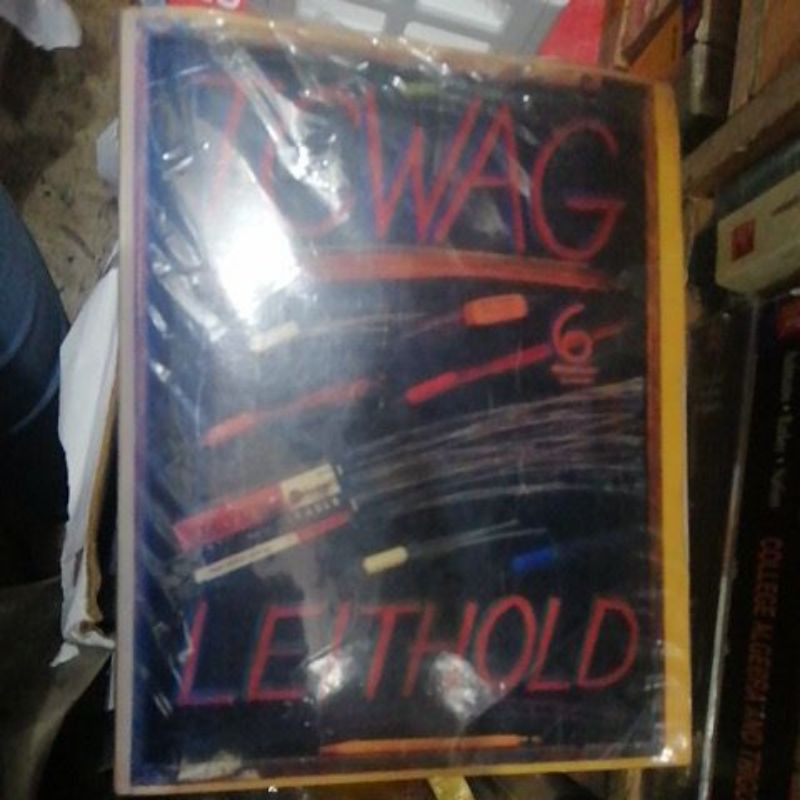 TCWAG
6
LEITHOLD
COLLEGE ALGEBRA AND